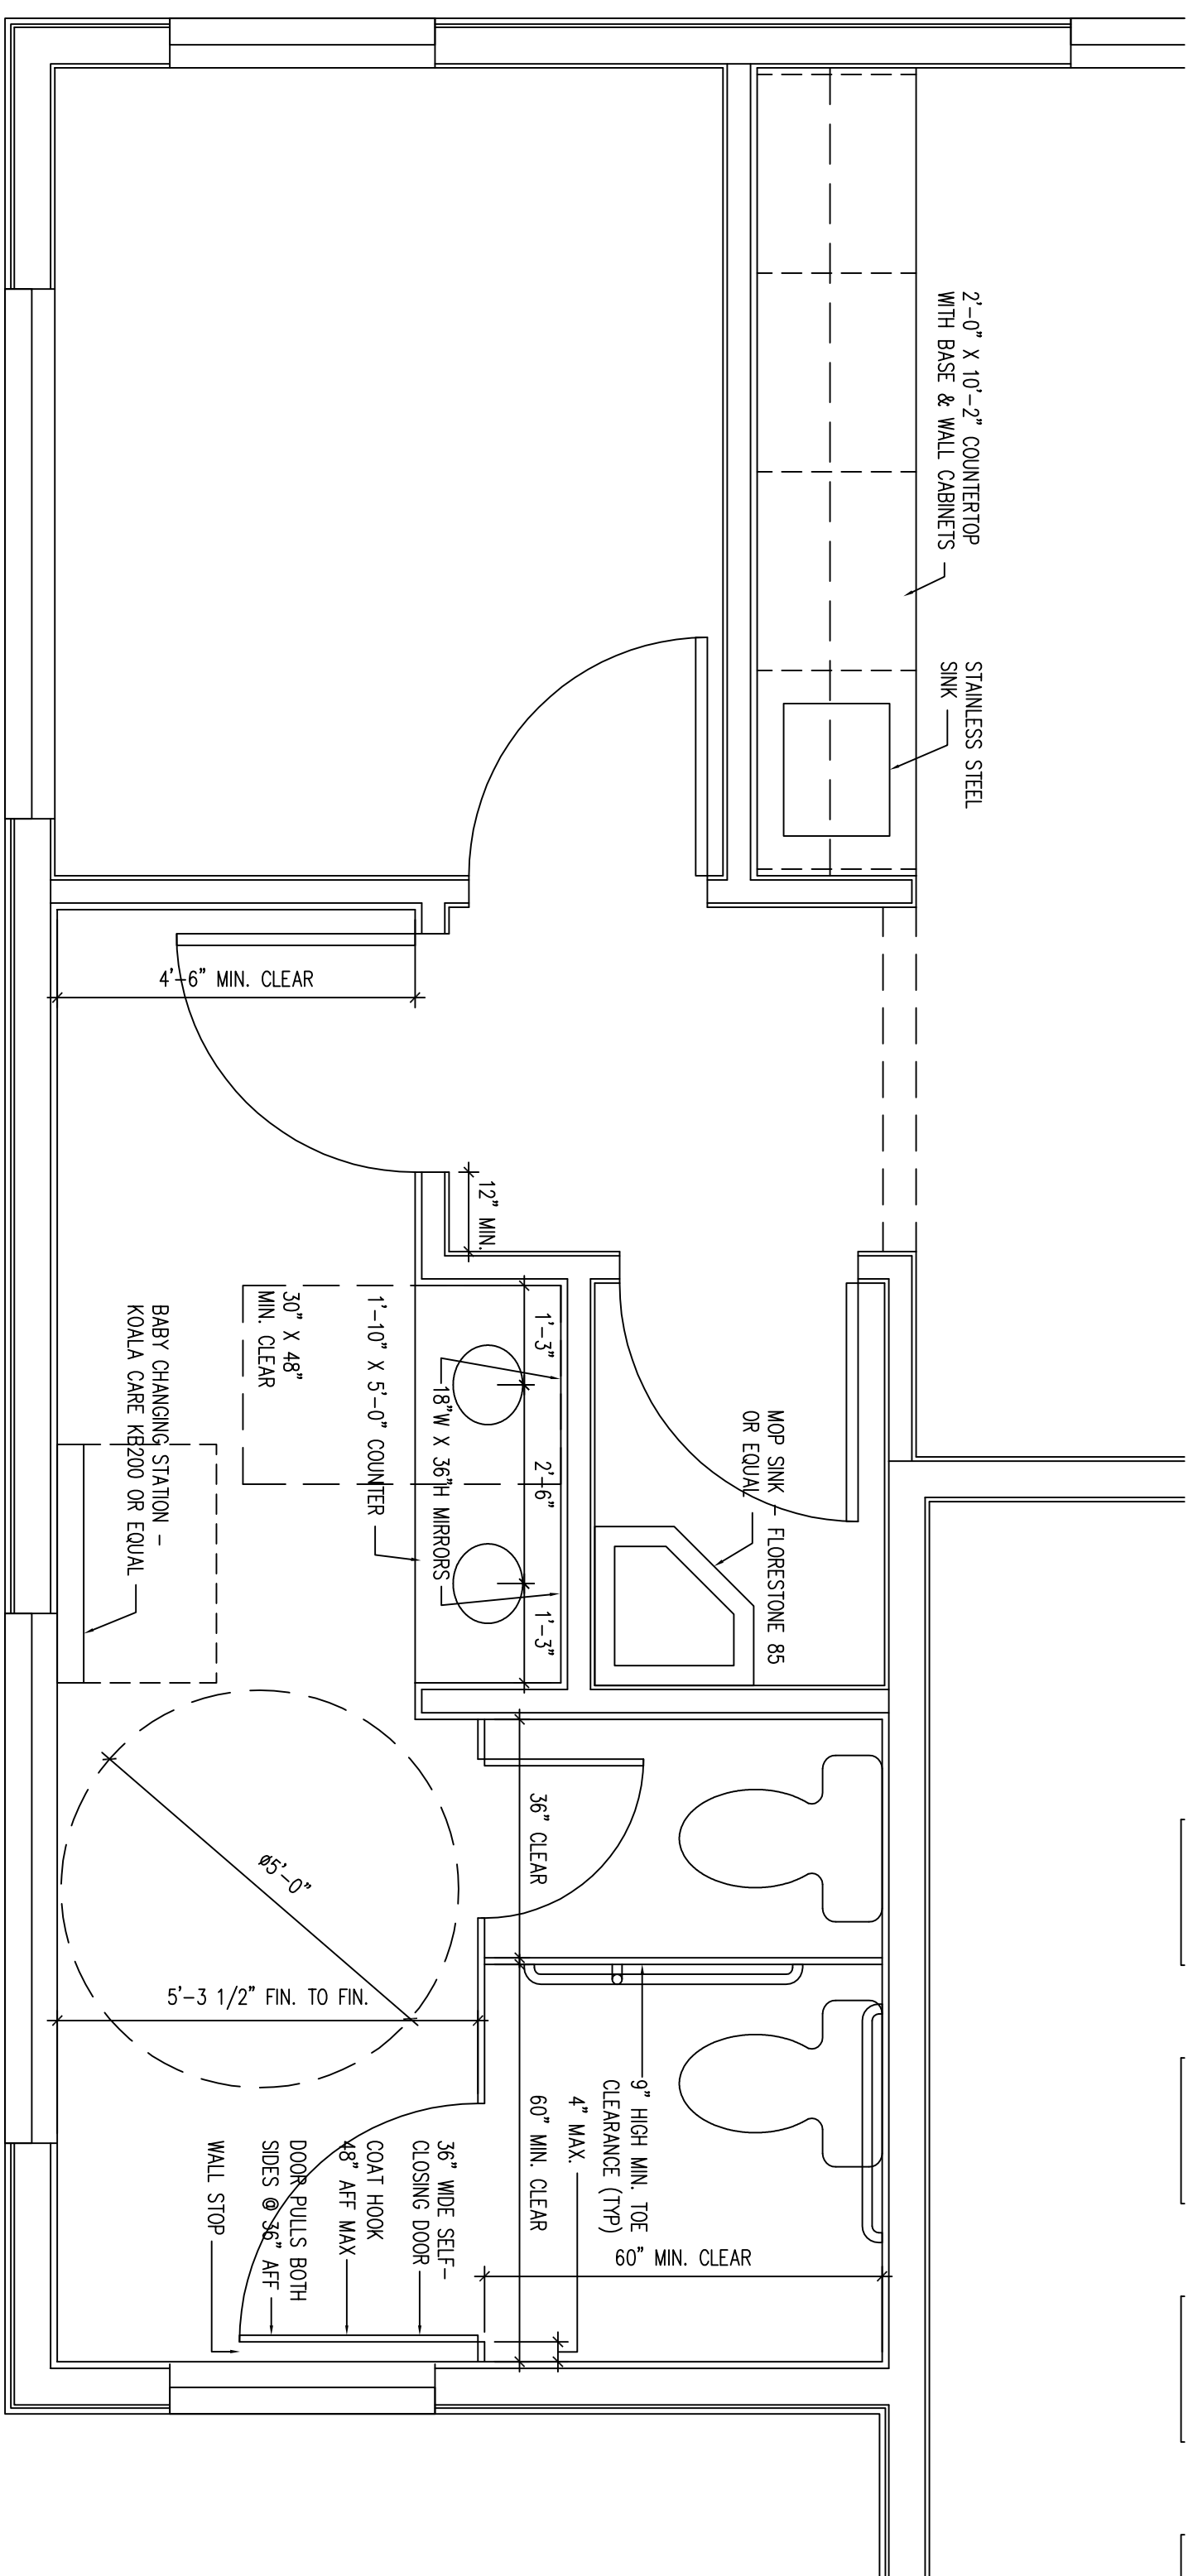 2'-0" X 10'-2" COUNTERTOP
WITH BASE & WALL CABINETS
STAINLESS STEEL
SINK
4'-6" MIN. CLEAR
12" MIN.
1'-3"
2'-6"
1'-3"
18"W X 36"H MIRRORS
1'-10" X 5'-0" COUNTER
30" X 48"
MIN. CLEAR
BABY CHANGING STATION -
KOALA CARE KB200 OR EQUAL
MOP SINK - FLORESTONE 85
OR EQUAL
36" CLEAR
ø5'-0"
5'-3 1/2" FIN. TO FIN.
9" HIGH MIN. TOE
CLEARANCE (TYP)
4" MAX.
60" MIN. CLEAR
60" MIN. CLEAR
36" WIDE SELF-
CLOSING DOOR
COAT HOOK
48" AFF MAX
DOOR PULLS BOTH
SIDES @ 36" AFF
WALL STOP